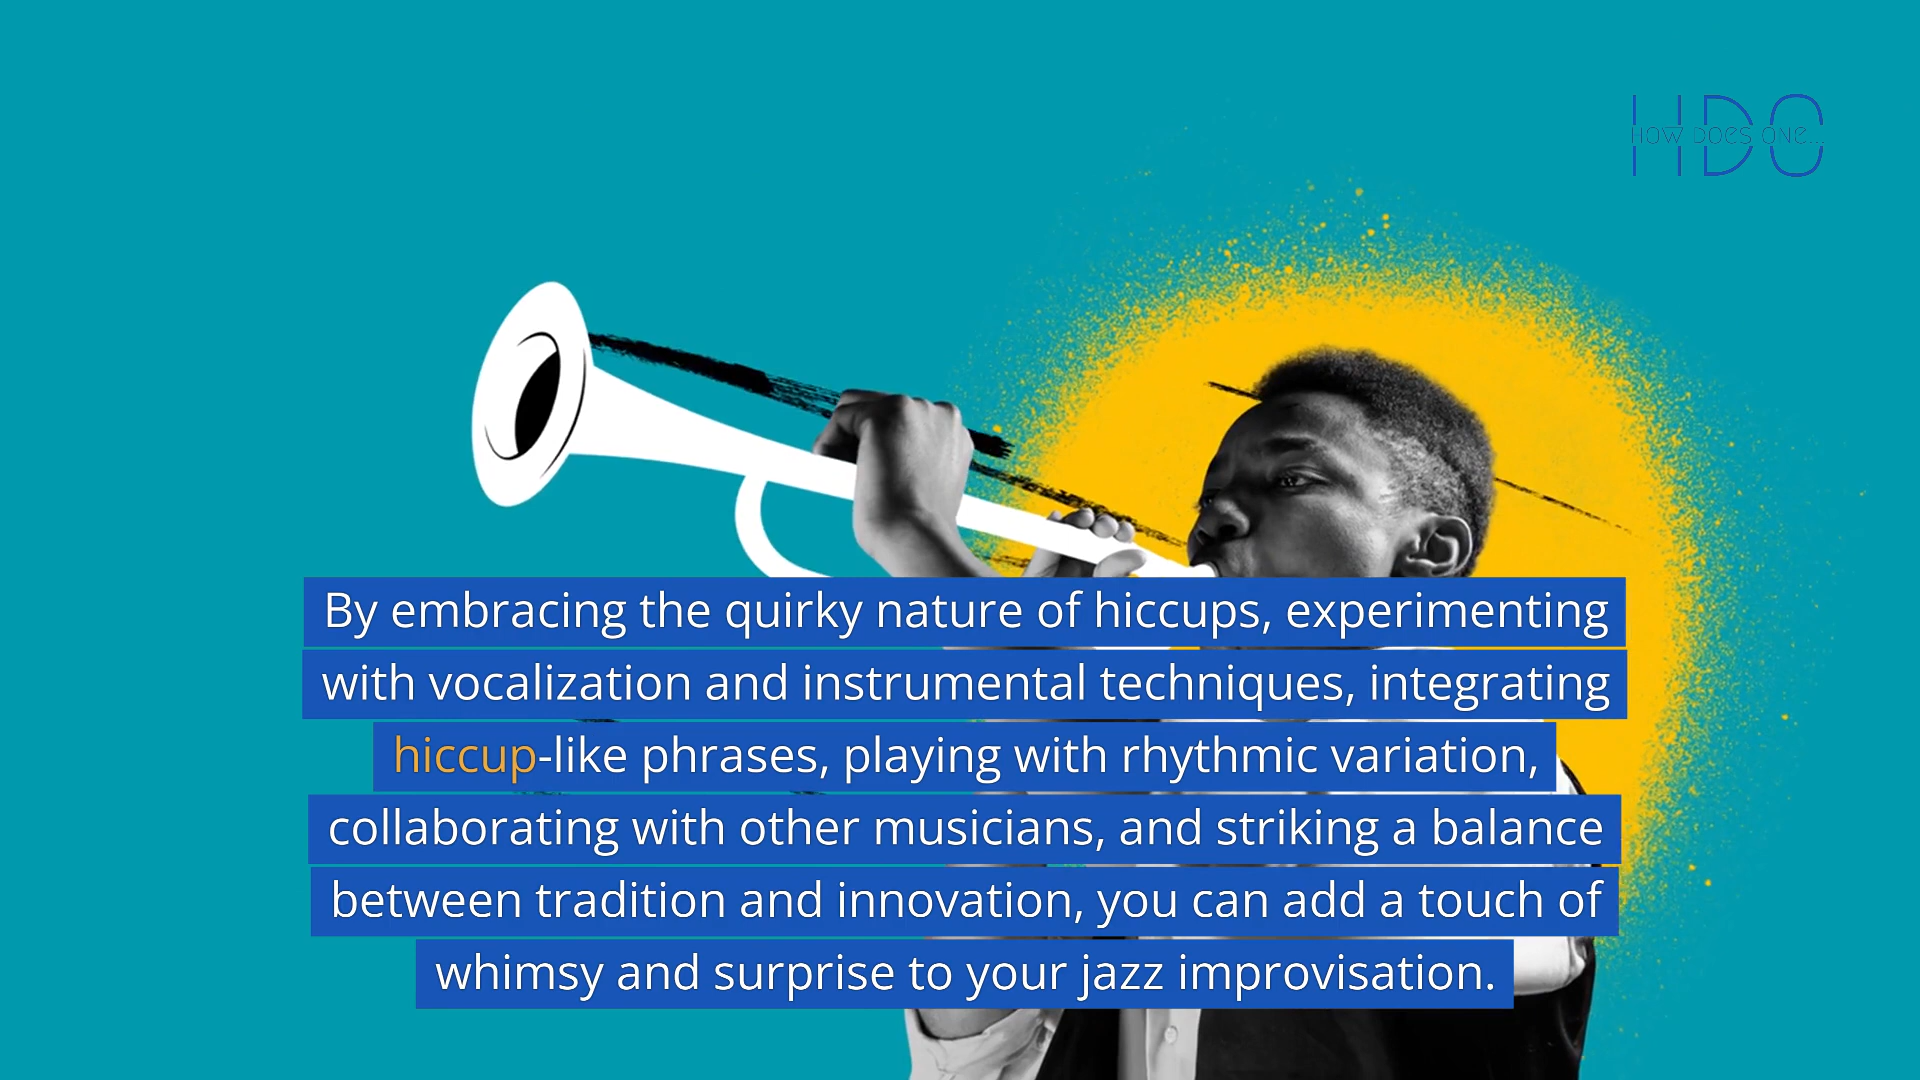 HDO
HOW DOES ONE...
By embracing the quirky nature of hiccups, experimenting
with vocalization and instrumental techniques, integrating
hiccup-like phrases, playing with rhythmic variation,
collaborating with other musicians, and striking a balance
between tradition and innovation, you can add a touch of
whimsy and surprise to your jazz improvisation.